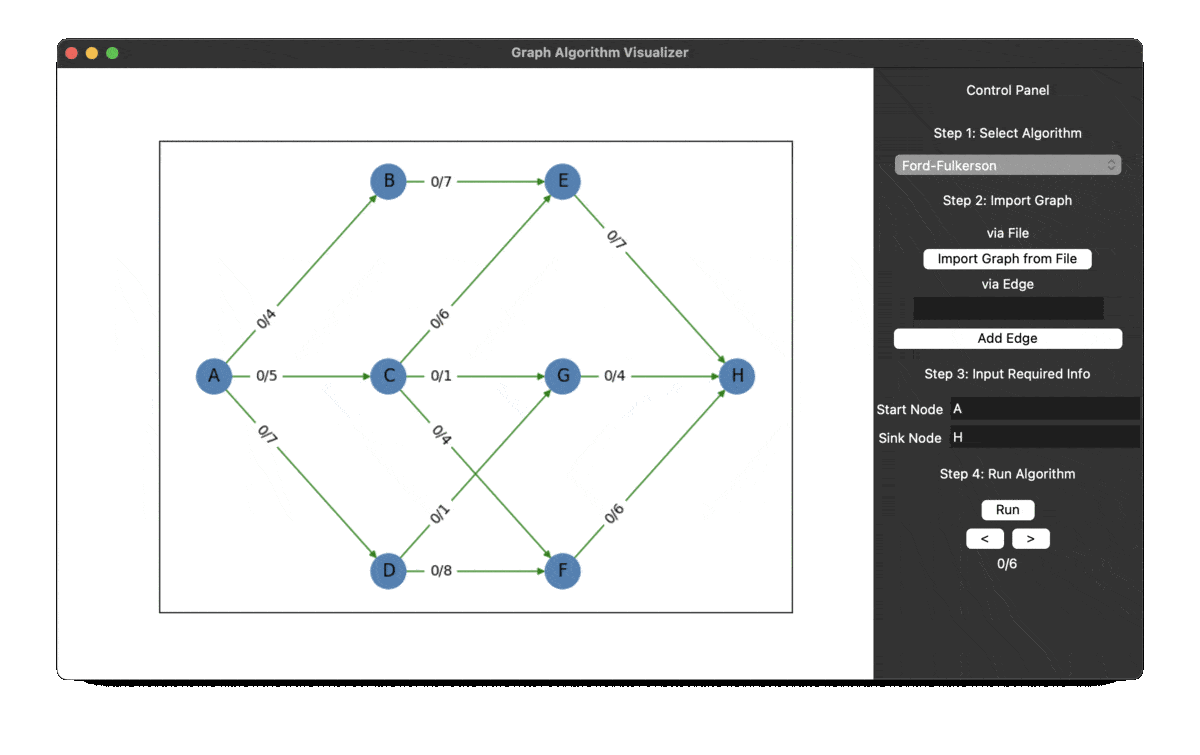 Graph Algorithm Visualizer
B 0/7 E
0/7
0/4 0/6
A 0/5 C 0/1 G 0/4 H
0/7 0/4
0/1 0/6
D 0/8 F
Control Panel
Step 1: Select Algorithm
Ford-Fulkerson
Step 2: Import Graph
via File
Import Graph from File
via Edge
Add Edge
Step 3: Input Required Info
Start Node A
Sink Node H
Step 4: Run Algorithm
Run
< >
0/6